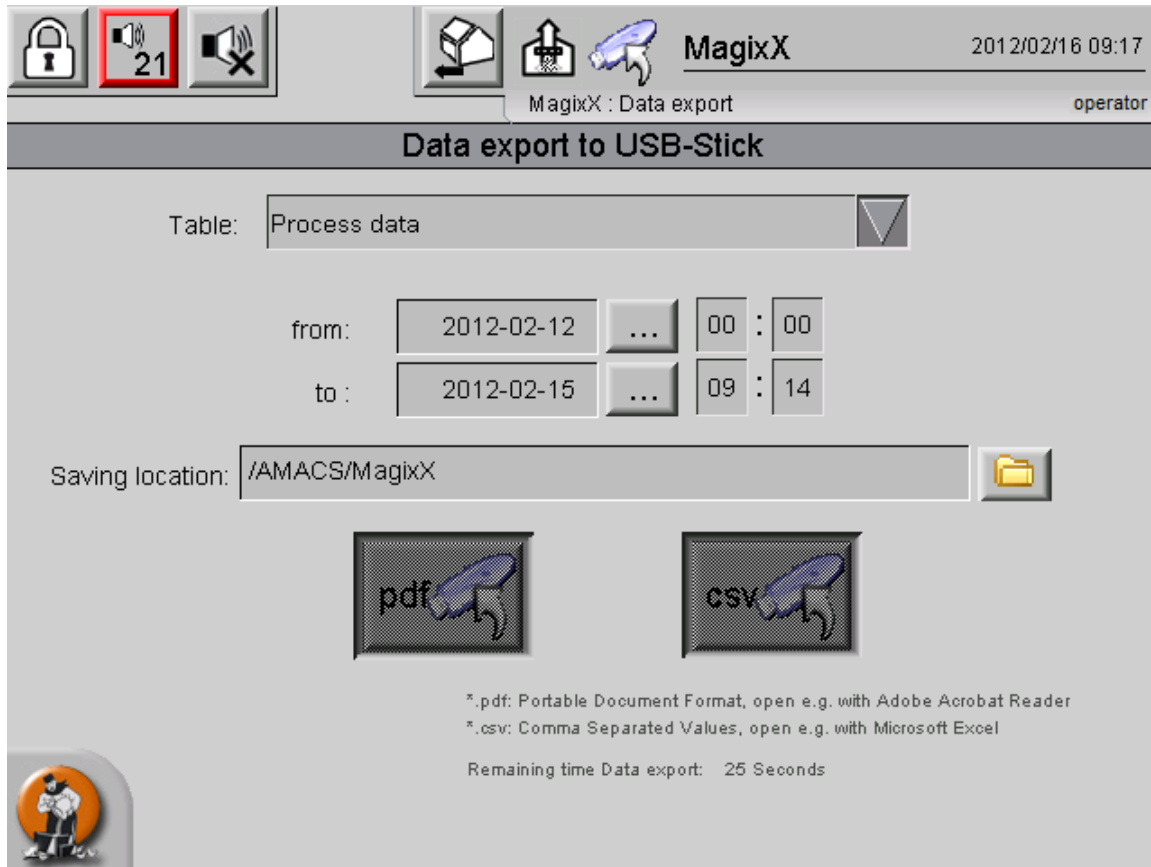 21
MagixX 2012/02/16 09:17
MagixX : Data export operator
Data export to USB-Stick
Table: Process data
from: 2012-02-12 ... 00 : 00
to : 2012-02-15 ... 09 : 14
Saving location: /AMACS/MagixX
pdf csv
*.pdf: Portable Document Format, open e.g. with Adobe Acrobat Reader
*.csv: Comma Separated Values, open e.g. with Microsoft Excel
Remaining time Data export: 25 Seconds